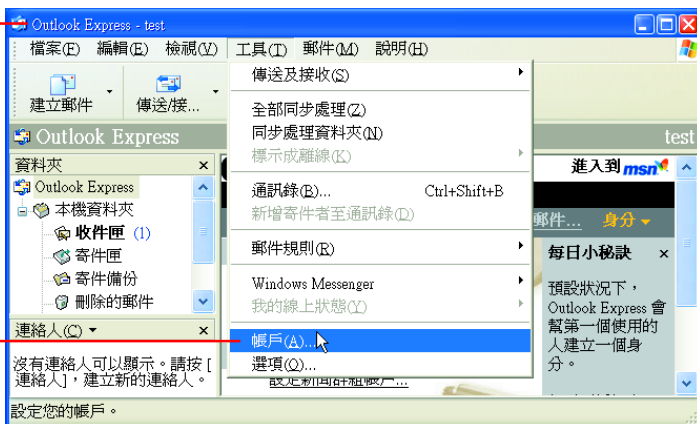 Outlook Express - test
檔案(F) 編輯(E) 檢視(V) 工具(T) 郵件(M) 說明(H)
建立郵件 傳送/接...
Outlook Express
test
資料夾
Outlook Express
本機資料夾
收件匣 (1)
寄件匣
寄件備份
刪除的郵件
連絡人(C)
沒有連絡人可以顯示。請按 [
連絡人]，建立新的連絡人。
傳送及接收(S)
全部同步處理(Z)
同步處理資料夾(N)
標示成離線(K)
通訊錄(B)... Ctrl+Shift+B
新增寄件者至通訊錄(D)
郵件規則(R)
Windows Messenger
我的線上狀態(Y)
帳戶(A)...
選項(O)...
設定新聞群組帳戶...
進入到 msn
郵件... 身分
每日小秘訣
預設狀況下，
Outlook Express 會
幫第一個使用的
人建立一個身
分。
設定您的帳戶。